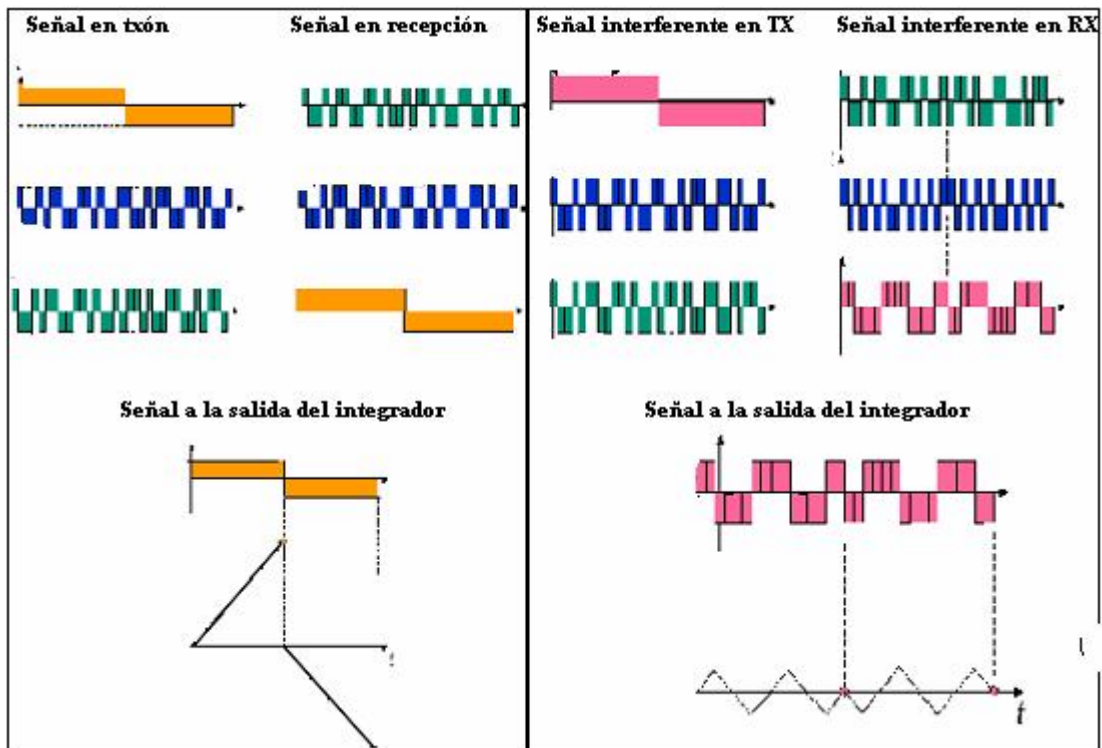 Señal en txón
Señal en recepción
Señal interferente en TX
Señal interferente en RX
Señal a la salida del integrador
Señal a la salida del integrador
t
t